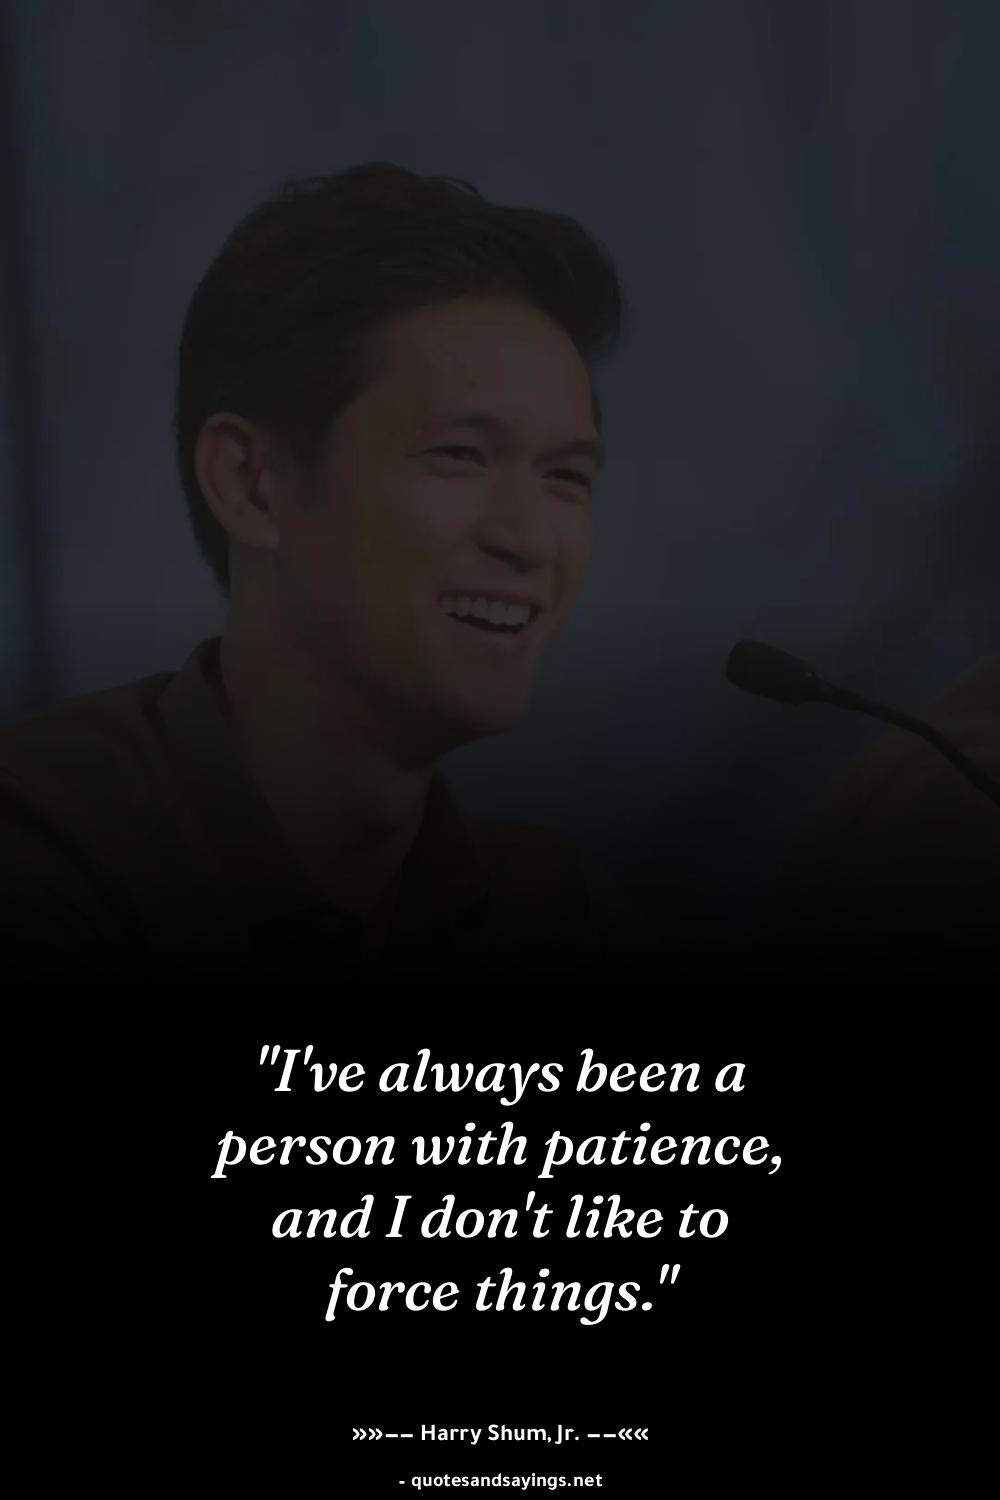 "I've always been a
person with patience,
and I don't like to
force things."
»»–– Harry Shum, Jr. ––««
- quotesandsayings.net